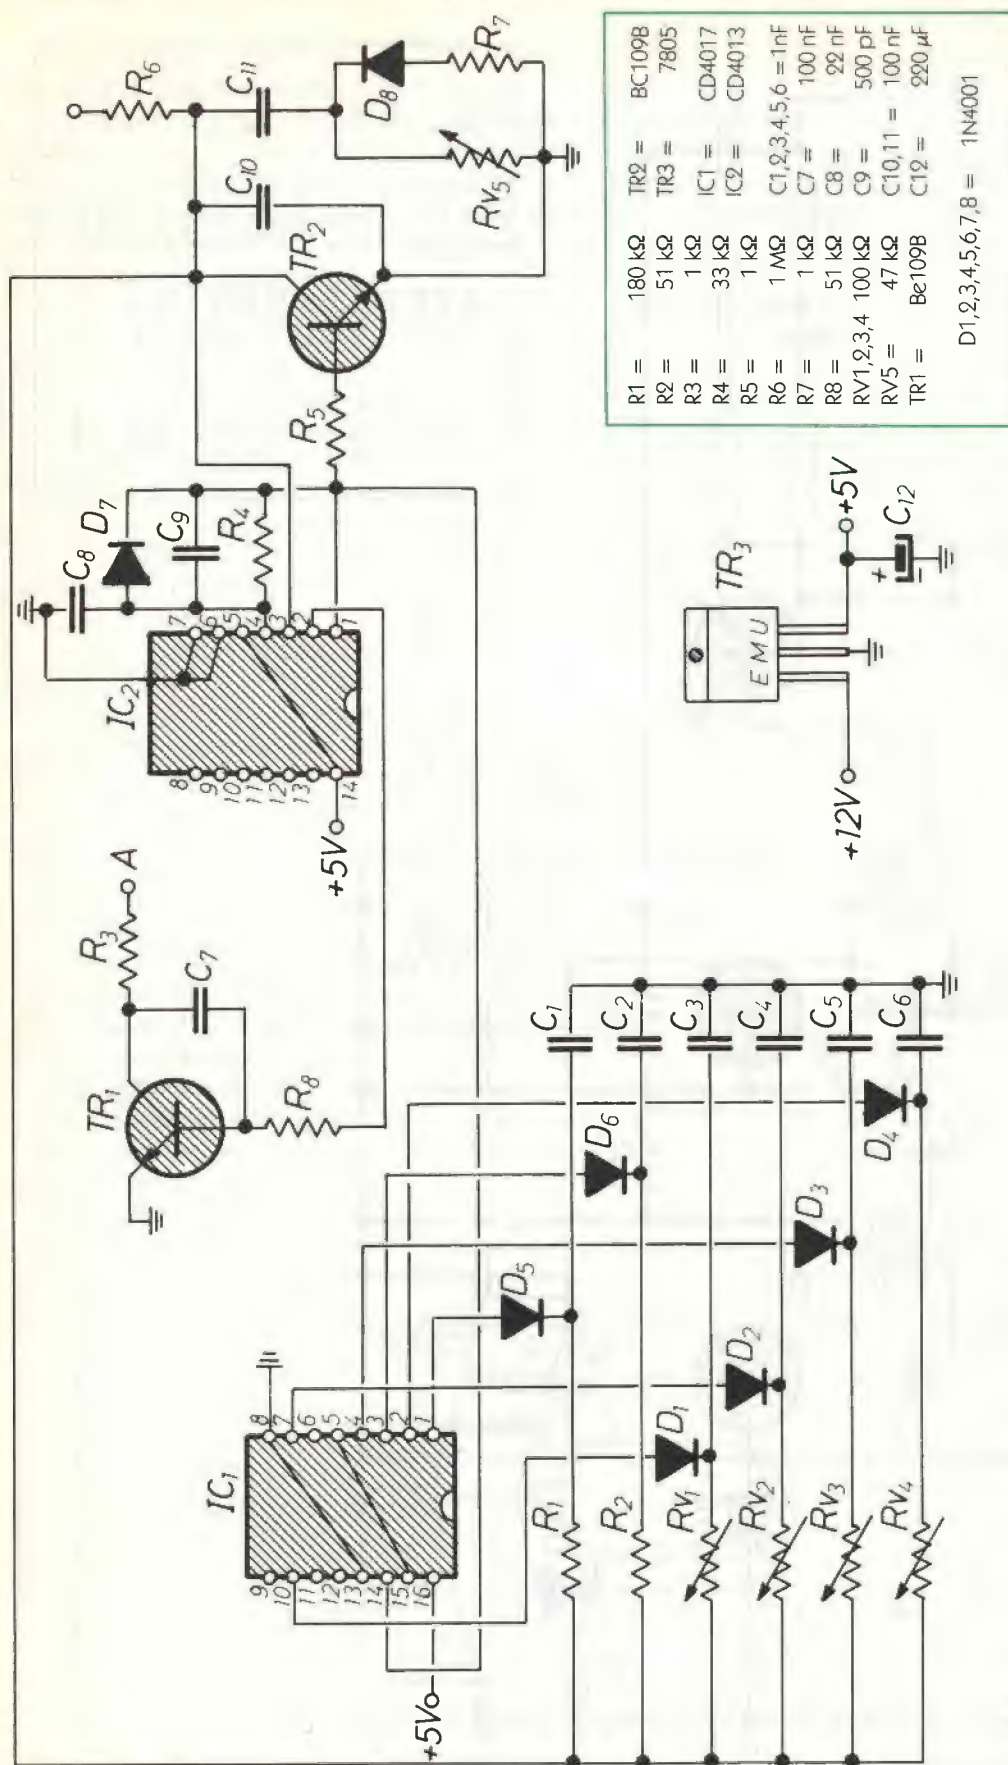 R6
C11
D8
R7
C10
Rv5
TR2
R5
C8
D7
C9
R4
IC2
7
6
5
4
3
2
1
8
9
10
11
12
13
14
+5V
R3
A
C7
TR1
R8
IC1
8
7
6
5
4
3
2
1
9
10
11
12
13
14
15
16
+5V
D5
D6
D1
D2
D3
D4
R1
R2
Rv1
Rv2
Rv3
Rv4
C1
C2
C3
C4
C5
C6
TR3
E M U
+12V
+5V
+
-
C12
R1 = 180 kΩ TR2 = BC109B
R2 = 51 kΩ TR3 = 7805
R3 = 1 kΩ IC1 = CD4017
R4 = 33 kΩ IC2 = CD4013
R5 = 1 kΩ
R6 = 1 MΩ C1,2,3,4,5,6 = 1nF
R7 = 1 kΩ C7 = 100 nF
R8 = 51 kΩ C8 = 22 nF
RV1,2,3,4 100 kΩ C9 = 500 pF
RV5 = 47 kΩ C10,11 = 100 nF
TR1 = Bc109B C12 = 220 µF
D1,2,3,4,5,6,7,8 = 1N4001